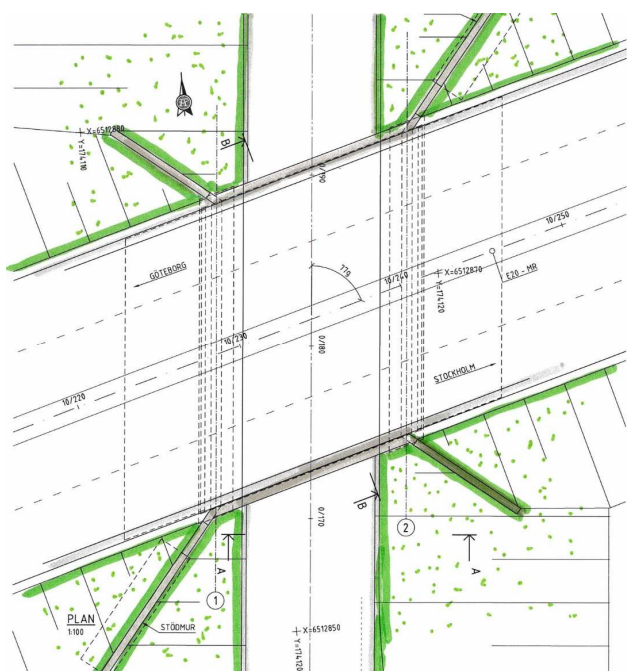 X=6512880
Y=174110
B
0/190
10/250
GÖTEBORG
77g
10/240
X=6512870
Y=174120
E20 - MR
10/230
0/180
STOCKHOLM
10/220
B
0/170
2
A
A
1
PLAN
1:100
STÖDMUR
X=6512850
Y=174120